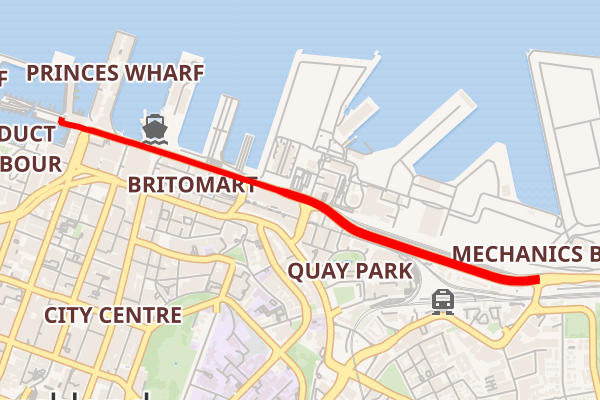 PRINCES WHARF
F
DUCT
BOUR
BRITOMART
MECHANICS B
QUAY PARK
CITY CENTRE